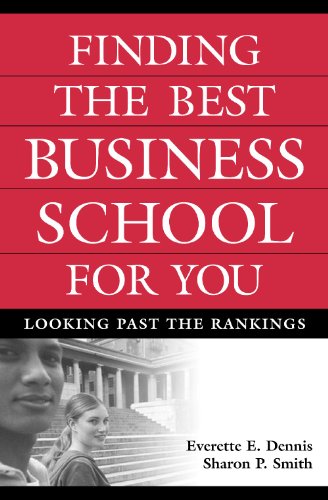 FINDING
THE BEST
BUSINESS
SCHOOL
FOR YOU
LOOKING PAST THE RANKINGS
Everette E. Dennis
Sharon P. Smith